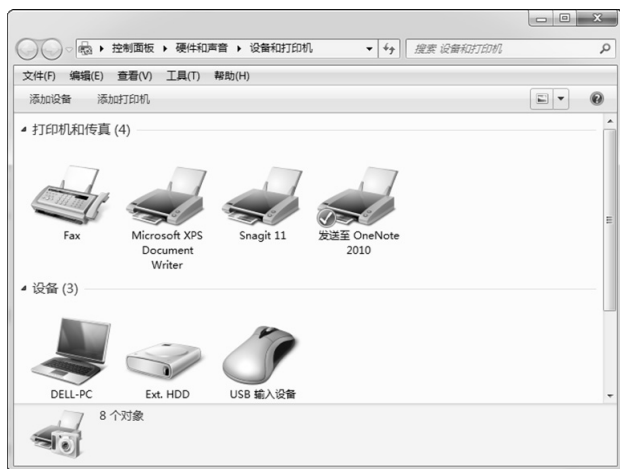 控制面板 硬件和声音 设备和打印机 搜索 设备和打印机
文件(F) 编辑(E) 查看(V) 工具(T) 帮助(H)
添加设备 添加打印机
打印机和传真 (4)
Fax
Microsoft XPS
Document
Writer
Snagit 11
发送至 OneNote
2010
设备 (3)
DELL-PC
Ext. HDD
USB 输入设备
8 个对象